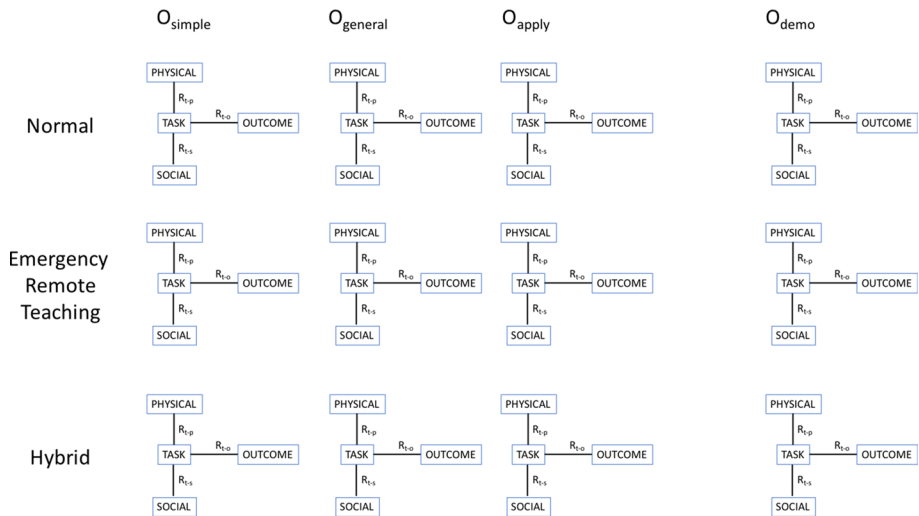 O_simple O_general O_apply O_demo
PHYSICAL PHYSICAL PHYSICAL PHYSICAL
R_t-p R_t-p R_t-p R_t-p
Normal TASK R_t-o OUTCOME TASK R_t-o OUTCOME TASK R_t-o OUTCOME TASK R_t-o OUTCOME
R_t-s R_t-s R_t-s R_t-s
SOCIAL SOCIAL SOCIAL SOCIAL
PHYSICAL PHYSICAL PHYSICAL PHYSICAL
Emergency
R_t-p R_t-p R_t-p R_t-p
Remote TASK R_t-o OUTCOME TASK R_t-o OUTCOME TASK R_t-o OUTCOME TASK R_t-o OUTCOME
Teaching
R_t-s R_t-s R_t-s R_t-s
SOCIAL SOCIAL SOCIAL SOCIAL
PHYSICAL PHYSICAL PHYSICAL PHYSICAL
R_t-p R_t-p R_t-p R_t-p
Hybrid TASK R_t-o OUTCOME TASK R_t-o OUTCOME TASK R_t-o OUTCOME TASK R_t-o OUTCOME
R_t-s R_t-s R_t-s R_t-s
SOCIAL SOCIAL SOCIAL SOCIAL